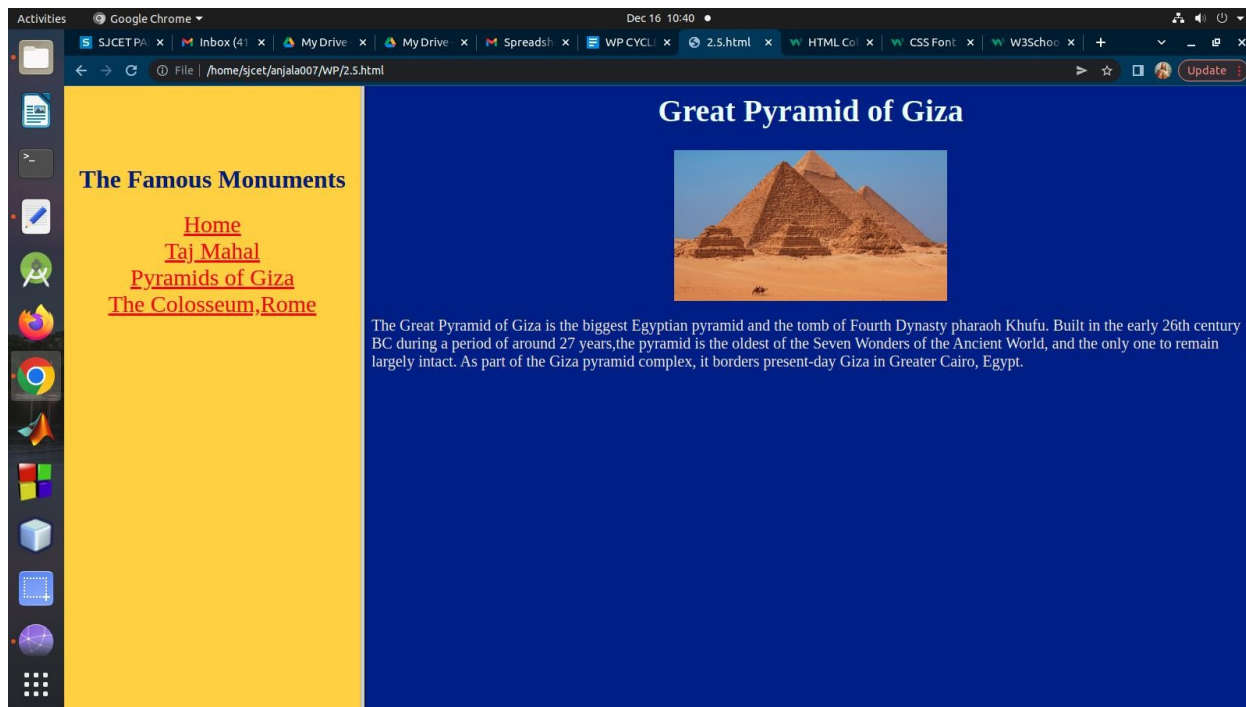 Activities
Google Chrome
Dec 16 10:40
SJCET PA
Inbox (41
My Drive -
My Drive -
Spreadsh
WP CYCL
2.5.html
HTML Col
CSS Font
W3Schoo
File
/home/sjcet/anjala007/WP/2.5.html
Update
The Famous Monuments
Home
Taj Mahal
Pyramids of Giza
The Colosseum,Rome
Great Pyramid of Giza
The Great Pyramid of Giza is the biggest Egyptian pyramid and the tomb of Fourth Dynasty pharaoh Khufu. Built in the early 26th century
BC during a period of around 27 years,the pyramid is the oldest of the Seven Wonders of the Ancient World, and the only one to remain
largely intact. As part of the Giza pyramid complex, it borders present-day Giza in Greater Cairo, Egypt.